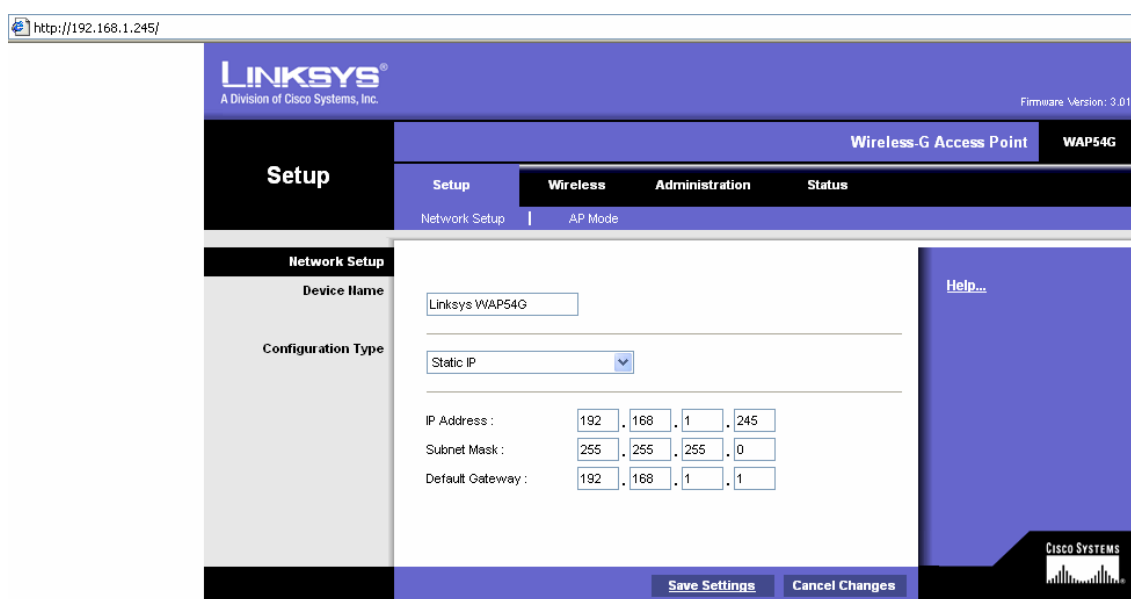 http://192.168.1.245/
LINKSYS®
A Division of Cisco Systems, Inc.
Firmware Version: 3.01
Wireless-G Access Point WAP54G
Setup
Setup Wireless Administration Status
Network Setup | AP Mode
Network Setup
Device Name
Linksys WAP54G
Help...
Configuration Type
Static IP
IP Address : 192 . 168 . 1 . 245
Subnet Mask : 255 . 255 . 255 . 0
Default Gateway : 192 . 168 . 1 . 1
CISCO SYSTEMS
Save Settings Cancel Changes